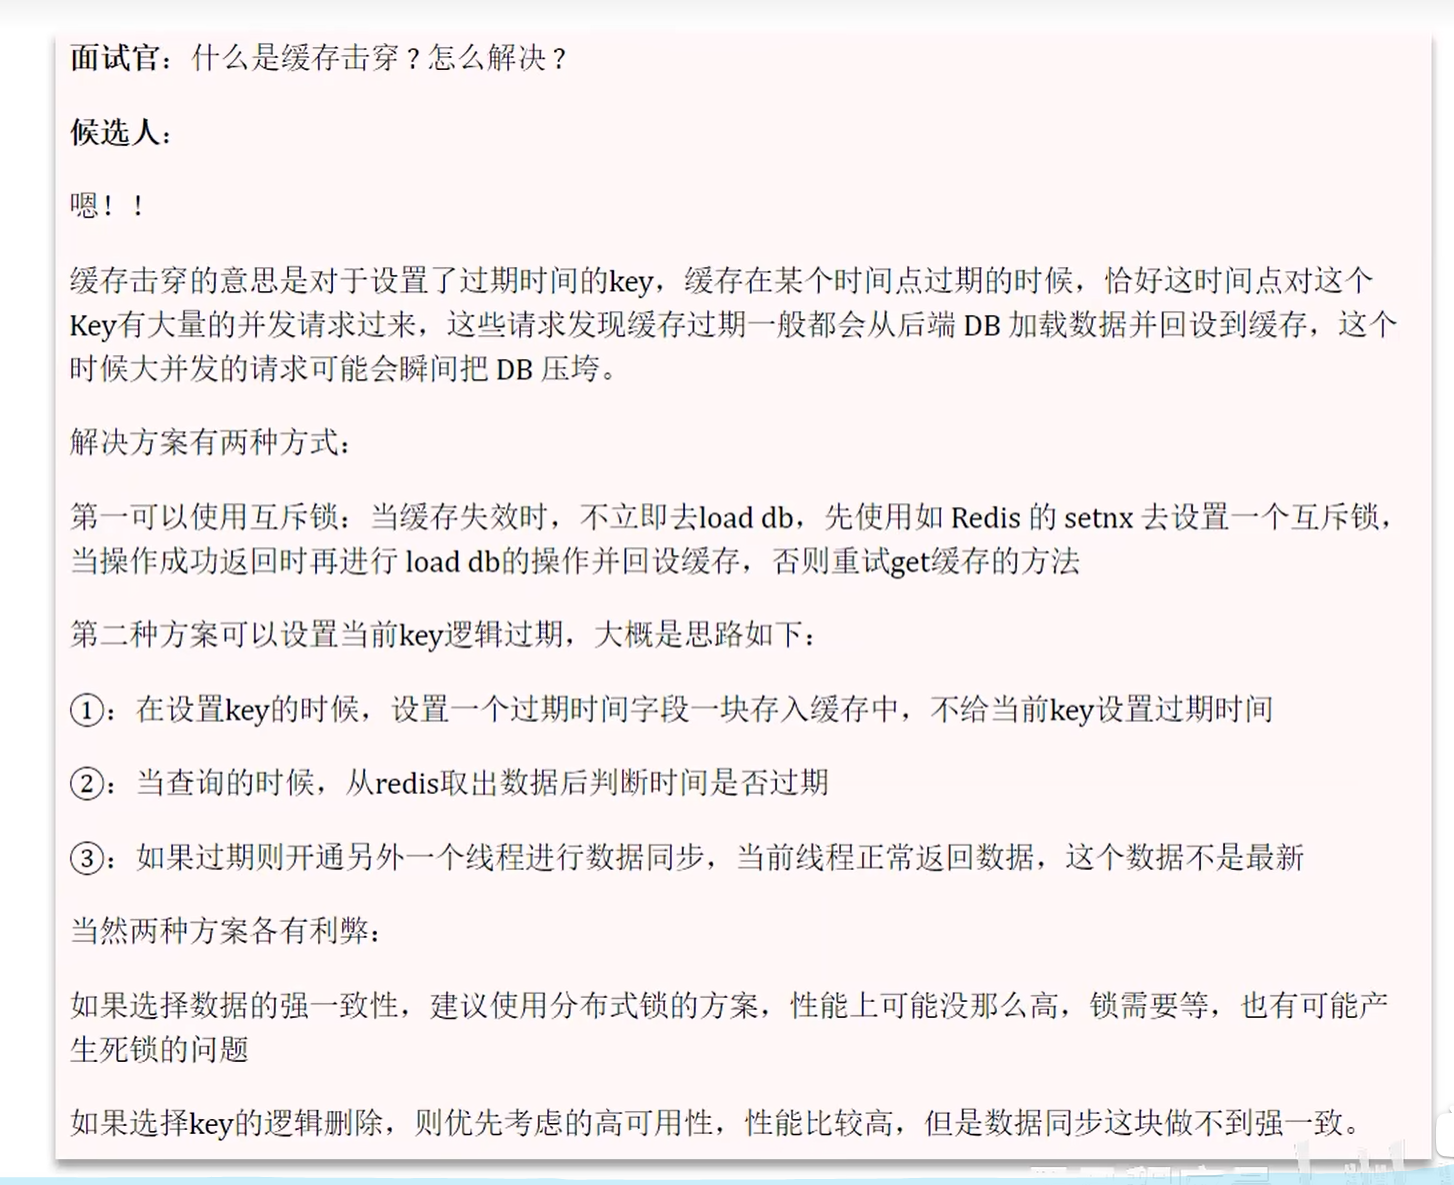 面试官：什么是缓存击穿？怎么解决？
候选人：
嗯！！
缓存击穿的意思是对于设置了过期时间的key，缓存在某个时间点过期的时候，恰好这时间点对这个
Key有大量的并发请求过来，这些请求发现缓存过期一般都会从后端 DB 加载数据并回设到缓存，这个
时候大并发的请求可能会瞬间把 DB 压垮。
解决方案有两种方式：
第一可以使用互斥锁：当缓存失效时，不立即去load db，先使用如 Redis 的 setnx 去设置一个互斥锁，
当操作成功返回时再进行 load db的操作并回设缓存，否则重试get缓存的方法
第二种方案可以设置当前key逻辑过期，大概是思路如下：
①：在设置key的时候，设置一个过期时间字段一块存入缓存中，不给当前key设置过期时间
②：当查询的时候，从redis取出数据后判断时间是否过期
③：如果过期则开通另外一个线程进行数据同步，当前线程正常返回数据，这个数据不是最新
当然两种方案各有利弊：
如果选择数据的强一致性，建议使用分布式锁的方案，性能上可能没那么高，锁需要等，也有可能产
生死锁的问题
如果选择key的逻辑删除，则优先考虑的高可用性，性能比较高，但是数据同步这块做不到强一致。